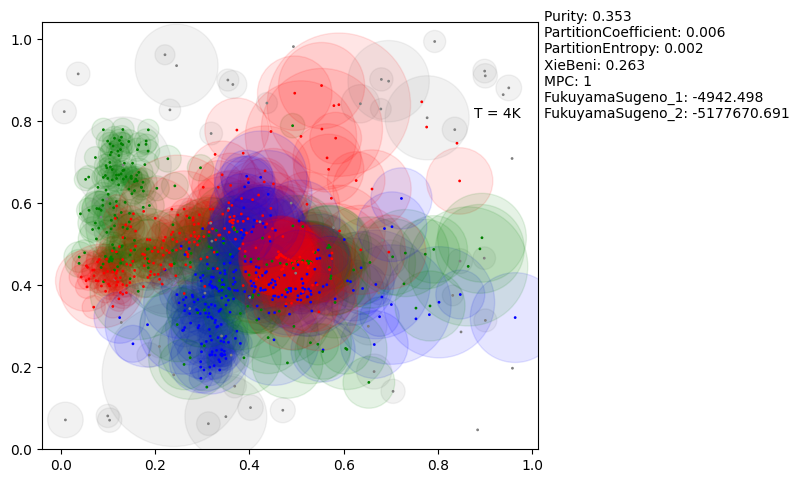 Purity: 0.353
PartitionCoefficient: 0.006
PartitionEntropy: 0.002
XieBeni: 0.263
MPC: 1
FukuyamaSugeno_1: -4942.498
FukuyamaSugeno_2: -5177670.691
T = 4K
1.0
0.8
0.6
0.4
0.2
0.0
0.0 0.2 0.4 0.6 0.8 1.0